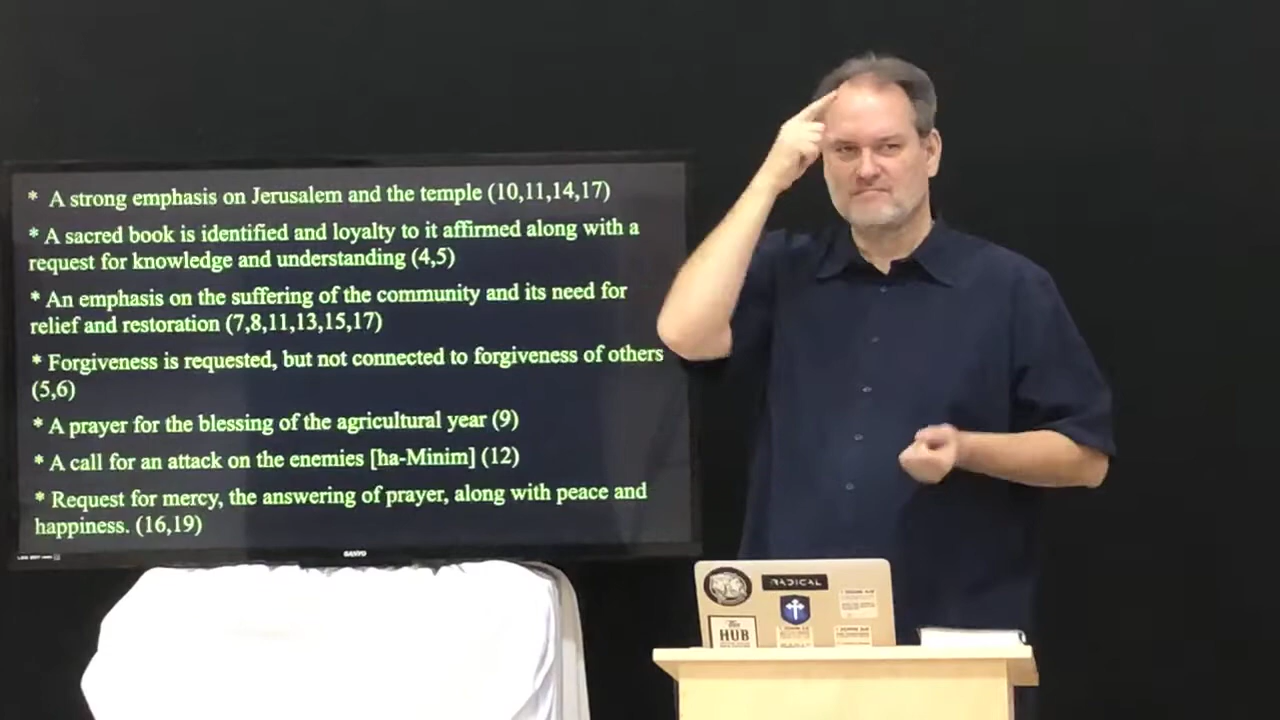 * A strong emphasis on Jerusalem and the temple (10,11,14,17)
* A sacred book is identified and loyalty to it affirmed along with a
request for knowledge and understanding (4,5)
* An emphasis on the suffering of the community and its need for
relief and restoration (7,8,11,13,15,17)
* Forgiveness is requested, but not connected to forgiveness of others
(5,6)
* A prayer for the blessing of the agricultural year (9)
* A call for an attack on the enemies [ha-Minim] (12)
* Request for mercy, the answering of prayer, along with peace and
happiness. (16,19)
SANYO
RADICAL
The
HUB